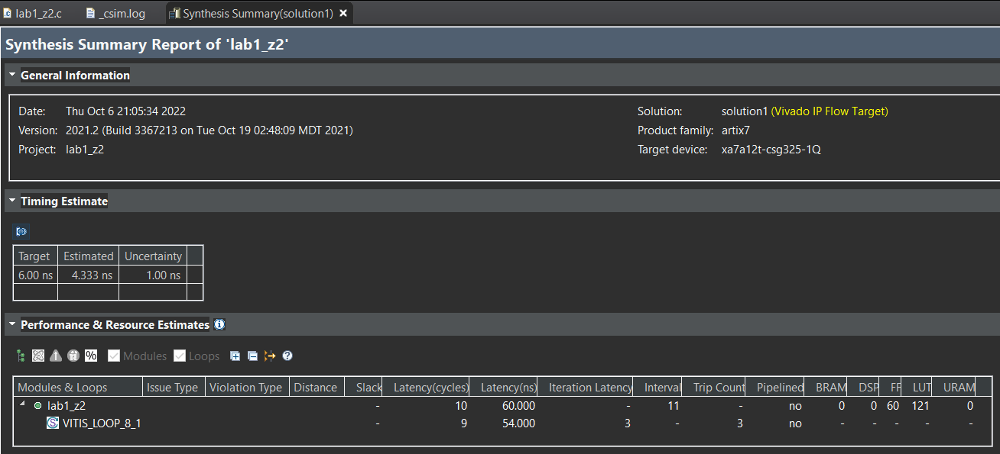 lab1_z2.c _csim.log Synthesis Summary(solution1)
Synthesis Summary Report of 'lab1_z2'
General Information
Date: Thu Oct 6 21:05:34 2022 Solution: solution1 (Vivado IP Flow Target)
Version: 2021.2 (Build 3367213 on Tue Oct 19 02:48:09 MDT 2021) Product family: artix7
Project: lab1_z2 Target device: xa7a12t-csg325-1Q
Timing Estimate
Target Estimated Uncertainty
6.00 ns 4.333 ns 1.00 ns
Performance & Resource Estimates
% Modules Loops
Modules & Loops Issue Type Violation Type Distance Slack Latency(cycles) Latency(ns) Iteration Latency Interval Trip Count Pipelined BRAM DSP FF LUT URAM
lab1_z2 - 10 60.000 - 11 - no 0 0 60 121 0
VITIS_LOOP_8_1 - 9 54.000 3 - 3 no - - - - -